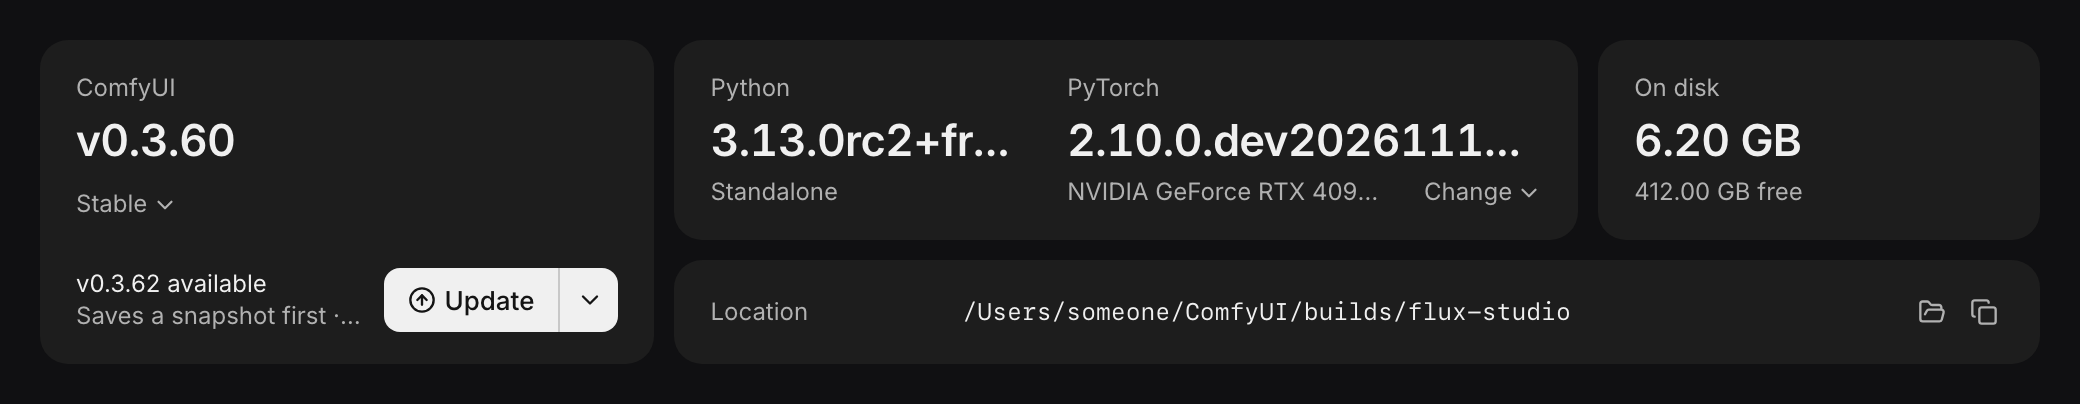 ComfyUI
v0.3.60
Stable
v0.3.62 available
Saves a snapshot first ·...
Update
Python
3.13.0rc2+fr...
Standalone
PyTorch
2.10.0.dev2026111...
NVIDIA GeForce RTX 409...
Change
On disk
6.20 GB
412.00 GB free
Location
/Users/someone/ComfyUI/builds/flux-studio